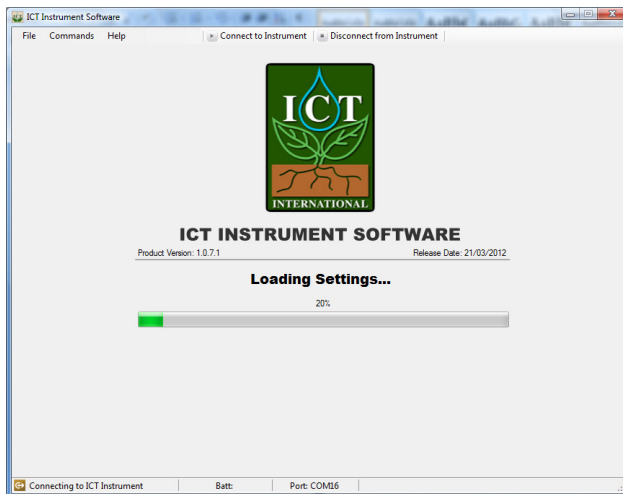 ICT Instrument Software
File Commands Help Connect to Instrument Disconnect from Instrument
ICT
INTERNATIONAL
ICT INSTRUMENT SOFTWARE
Product Version: 1.0.7.1 Release Date: 21/03/2012
Loading Settings...
20%
Connecting to ICT Instrument Batt: Port: COM16